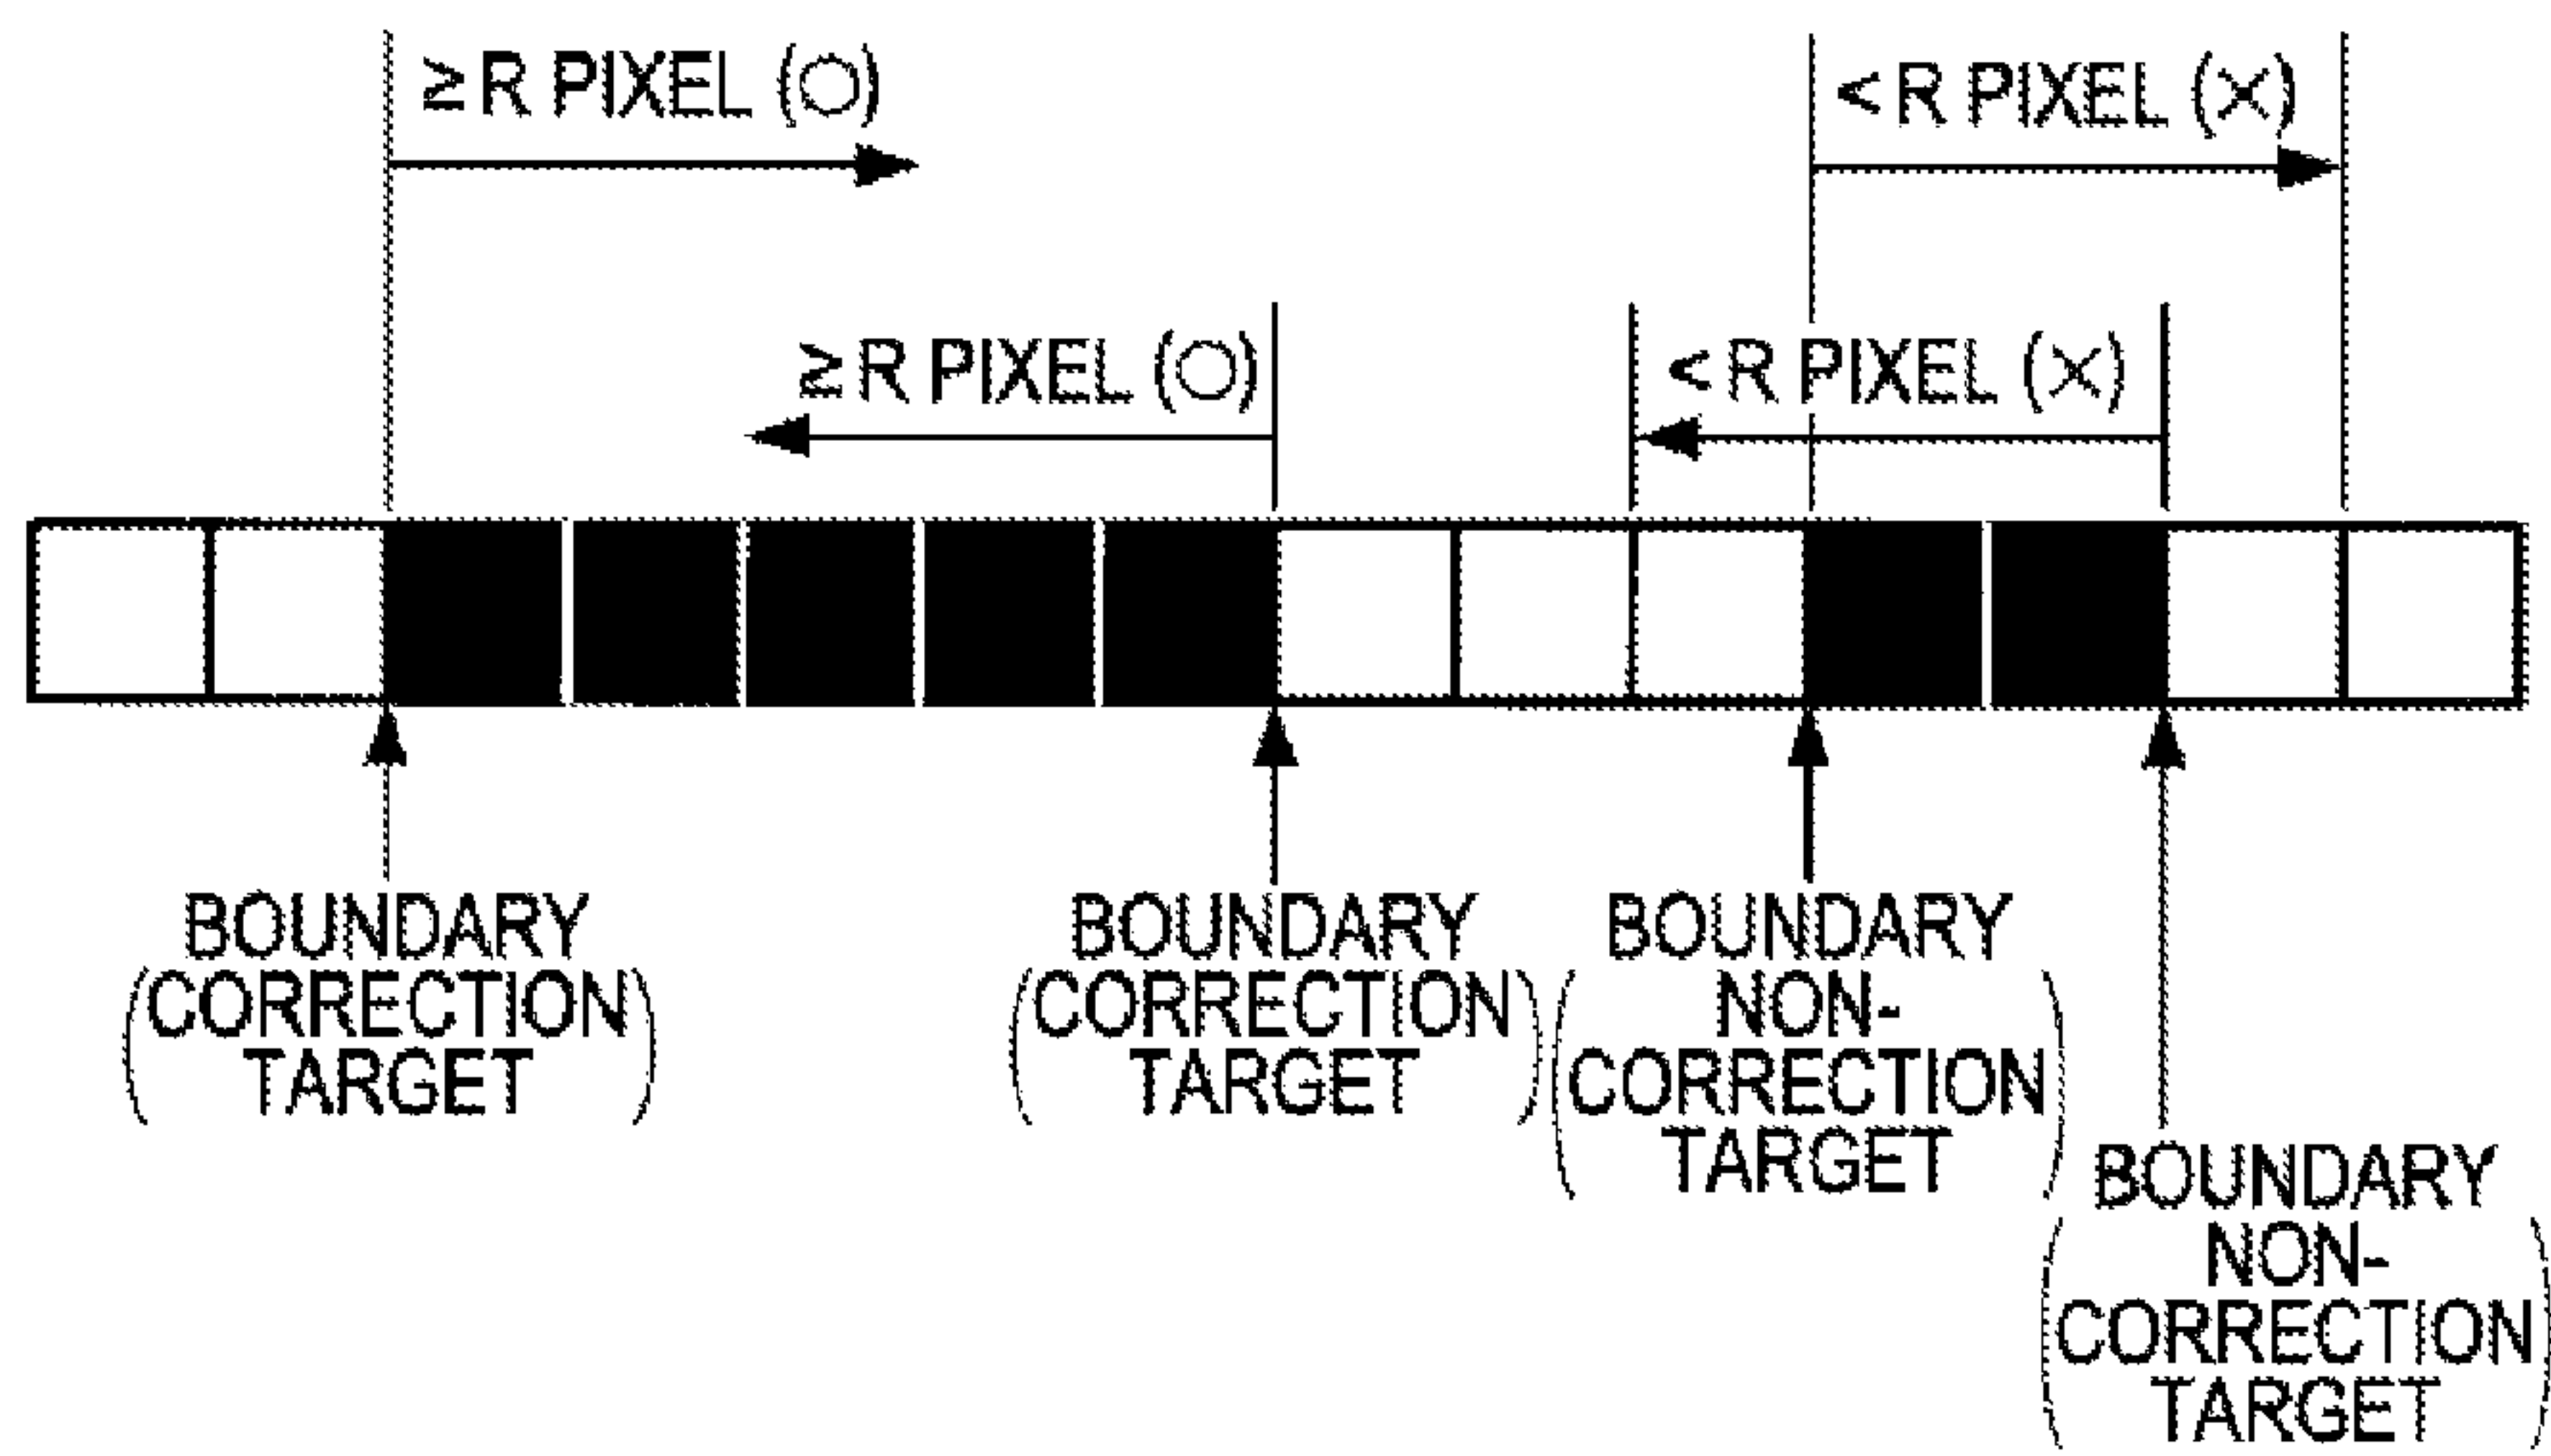 ≥ R PIXEL (○)
< R PIXEL (×)
≥ R PIXEL (○)
< R PIXEL (×)
BOUNDARY
(CORRECTION
TARGET)
BOUNDARY
(CORRECTION
TARGET)
BOUNDARY
(NON-
CORRECTION
TARGET)
BOUNDARY
(NON-
CORRECTION
TARGET)